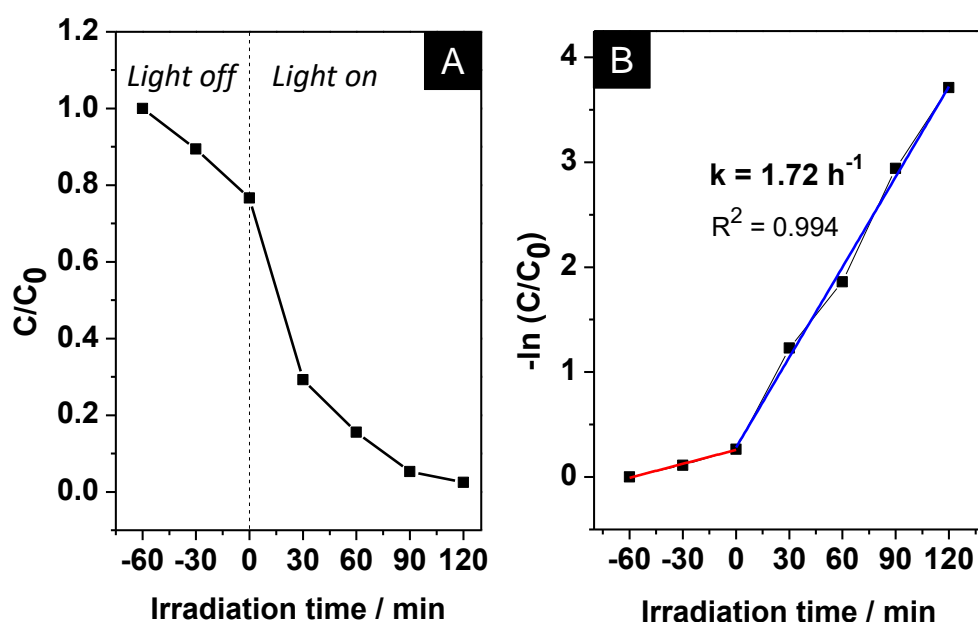 A
Light off Light on
1.2
1.0
0.8
0.6
0.4
0.2
0.0
C/C0
-60 -30 0 30 60 90 120
Irradiation time / min
B
k = 1.72 h-1
R2 = 0.994
4
3
2
1
0
-ln (C/C0)
-60 -30 0 30 60 90 120
Irradiation time / min